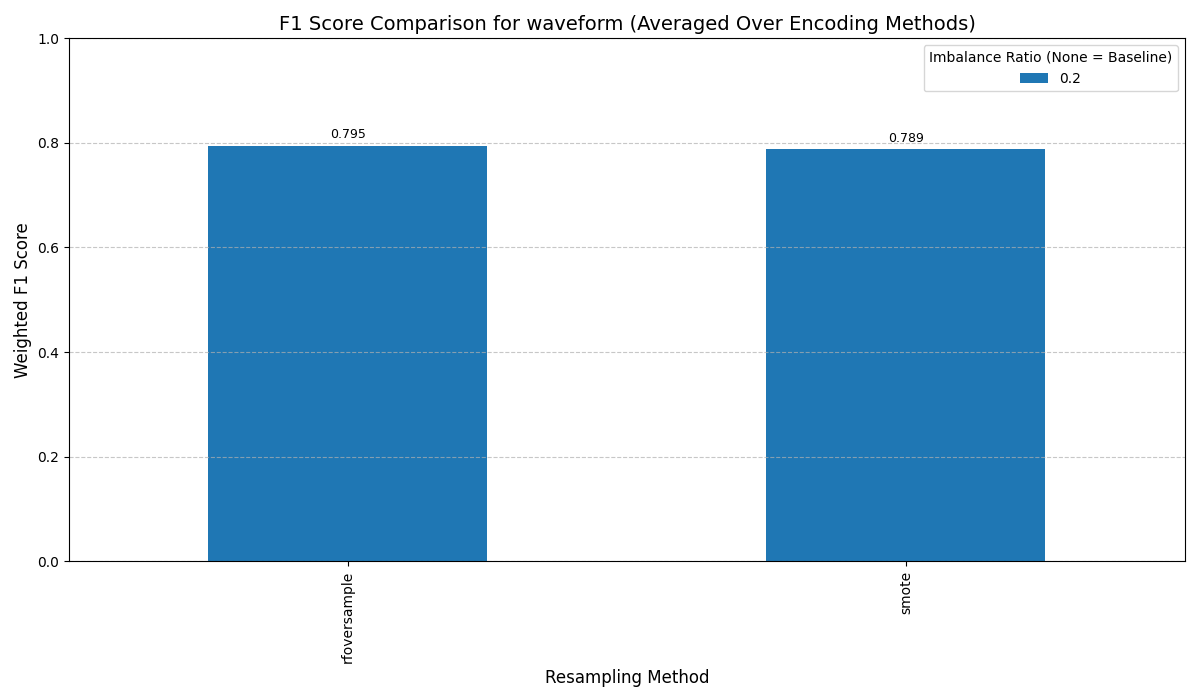 F1 Score Comparison for waveform (Averaged Over Encoding Methods)
Imbalance Ratio (None = Baseline)
0.2
Weighted F1 Score
1.0
0.8
0.6
0.4
0.2
0.0
0.795
0.789
rfoversample
smote
Resampling Method